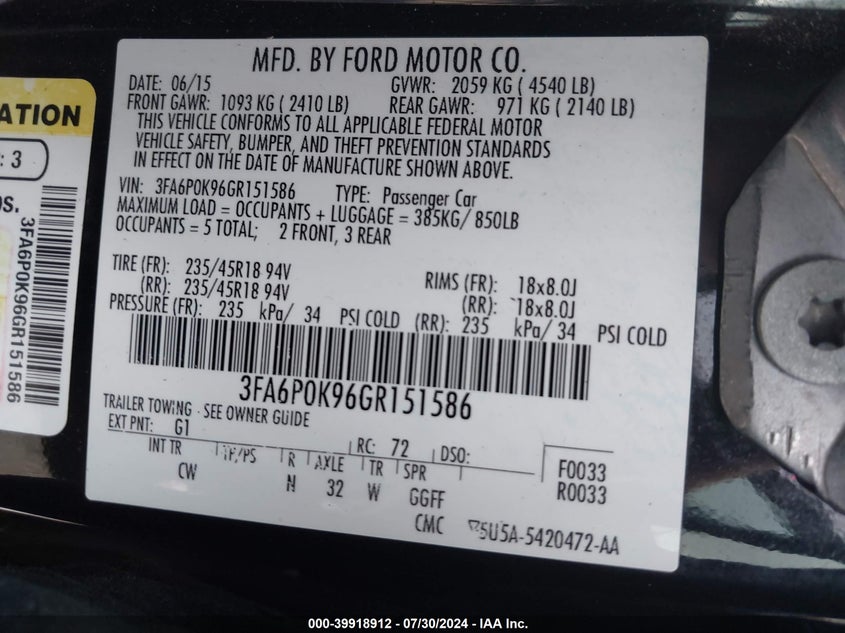 MFD. BY FORD MOTOR CO.
DATE: 06/15 GVWR: 2059 KG ( 4540 LB)
FRONT GAWR: 1093 KG ( 2410 LB) REAR GAWR: 971 KG ( 2140 LB)
THIS VEHICLE CONFORMS TO ALL APPLICABLE FEDERAL MOTOR
VEHICLE SAFETY, BUMPER, AND THEFT PREVENTION STANDARDS
IN EFFECT ON THE DATE OF MANUFACTURE SHOWN ABOVE.
VIN: 3FA6P0K96GR151586 TYPE: Passenger Car
MAXIMUM LOAD = OCCUPANTS + LUGGAGE = 385KG/ 850LB
OCCUPANTS = 5 TOTAL; 2 FRONT, 3 REAR
TIRE (FR): 235/45R18 94V RIMS (FR): 18x8.0J
(RR): 235/45R18 94V (RR): 18x8.0J
PRESSURE (FR): 235 kPa/ 34 PSI COLD (RR): 235 kPa/ 34 PSI COLD
3FA6P0K96GR151586
TRAILER TOWING - SEE OWNER GUIDE
EXT PNT: G1 RC: 72 DSO:
INT TR TP/PS R AXLE TR SPR F0033
CW N 32 W GGFF R0033
CMC 5U5A-5420472-AA
ATION
: 3
3FA6P0K96GR151586
000-39918912 - 07/30/2024 - IAA Inc.